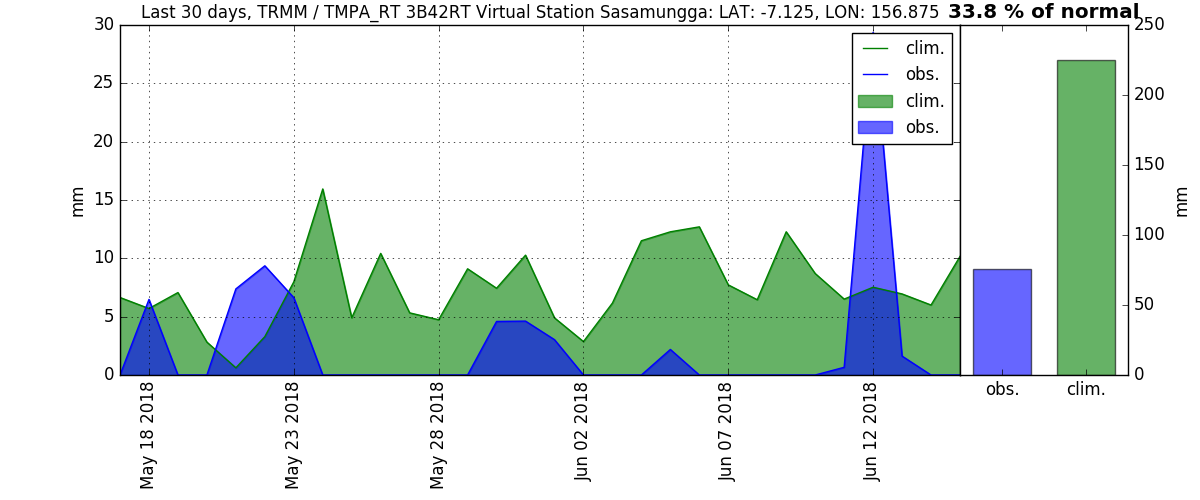 Last 30 days, TRMM / TMPA_RT 3B42RT Virtual Station Sasamungga: LAT: -7.125, LON: 156.875
33.8 % of normal
30
25
20
15
10
5
0
mm
clim.
obs.
clim.
obs.
May 18 2018
May 23 2018
May 28 2018
Jun 02 2018
Jun 07 2018
Jun 12 2018
250
200
150
100
50
0
mm
obs.
clim.